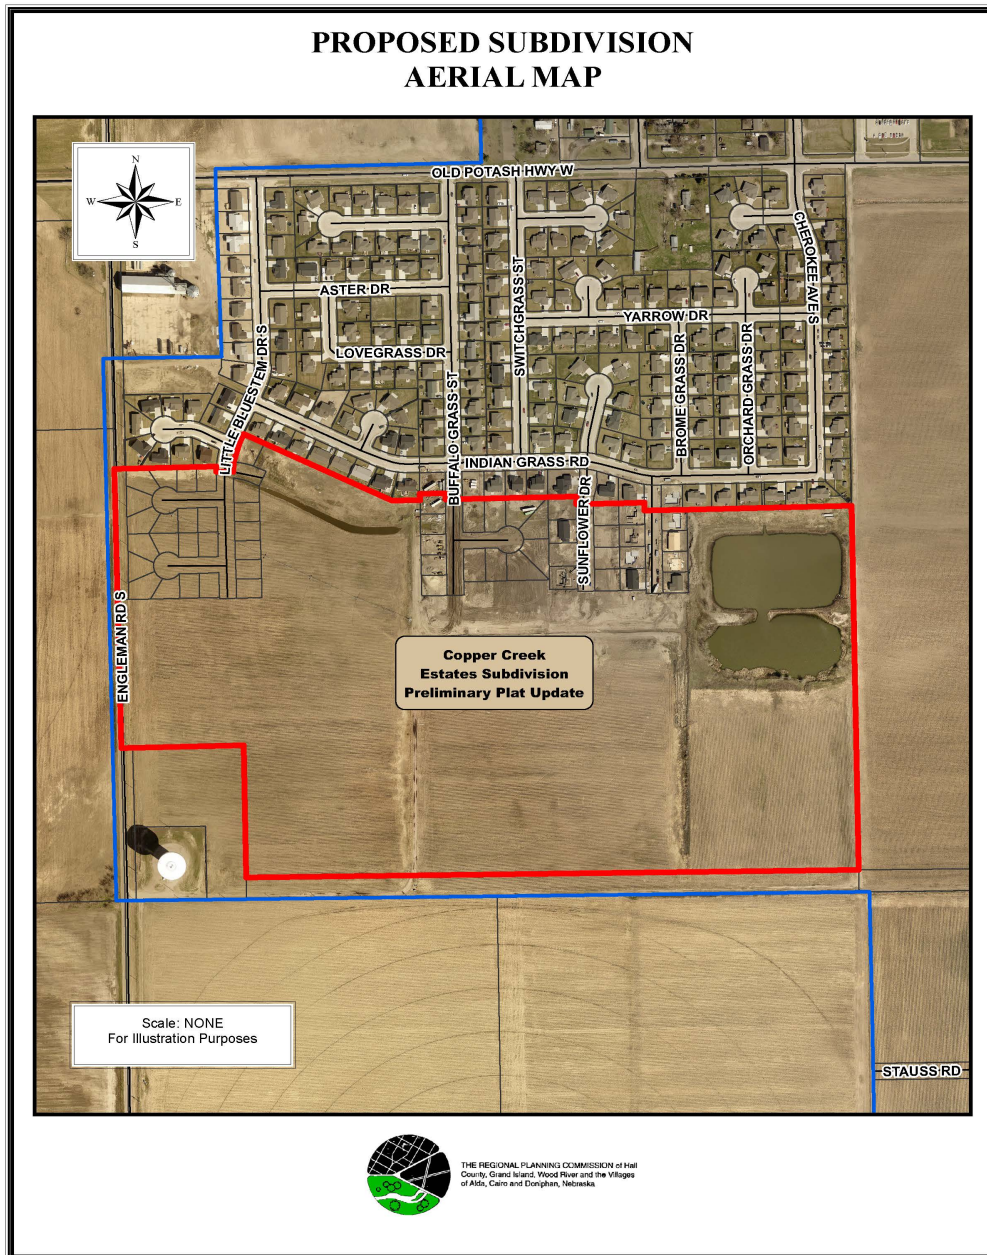 PROPOSED SUBDIVISION
AERIAL MAP
N
W
E
S
OLD POTASH HWY W
CHEROKEE AVE S
ASTER DR
SWITCHGRASS ST
YARROW DR
LOVEGRASS DR
LITTLE BLUESTEM DR S
BUFFALO GRASS ST
BROME GRASS DR
ORCHARD GRASS DR
INDIAN GRASS RD
SUNFLOWER DR
ENGLEMAN RD S
Copper Creek
Estates Subdivision
Preliminary Plat Update
Scale: NONE
For Illustration Purposes
STAUSS RD
THE REGIONAL PLANNING COMMISSION of Hall
County, Grand Island, Wood River and the Villages
of Alda, Cairo and Doniphan, Nebraska